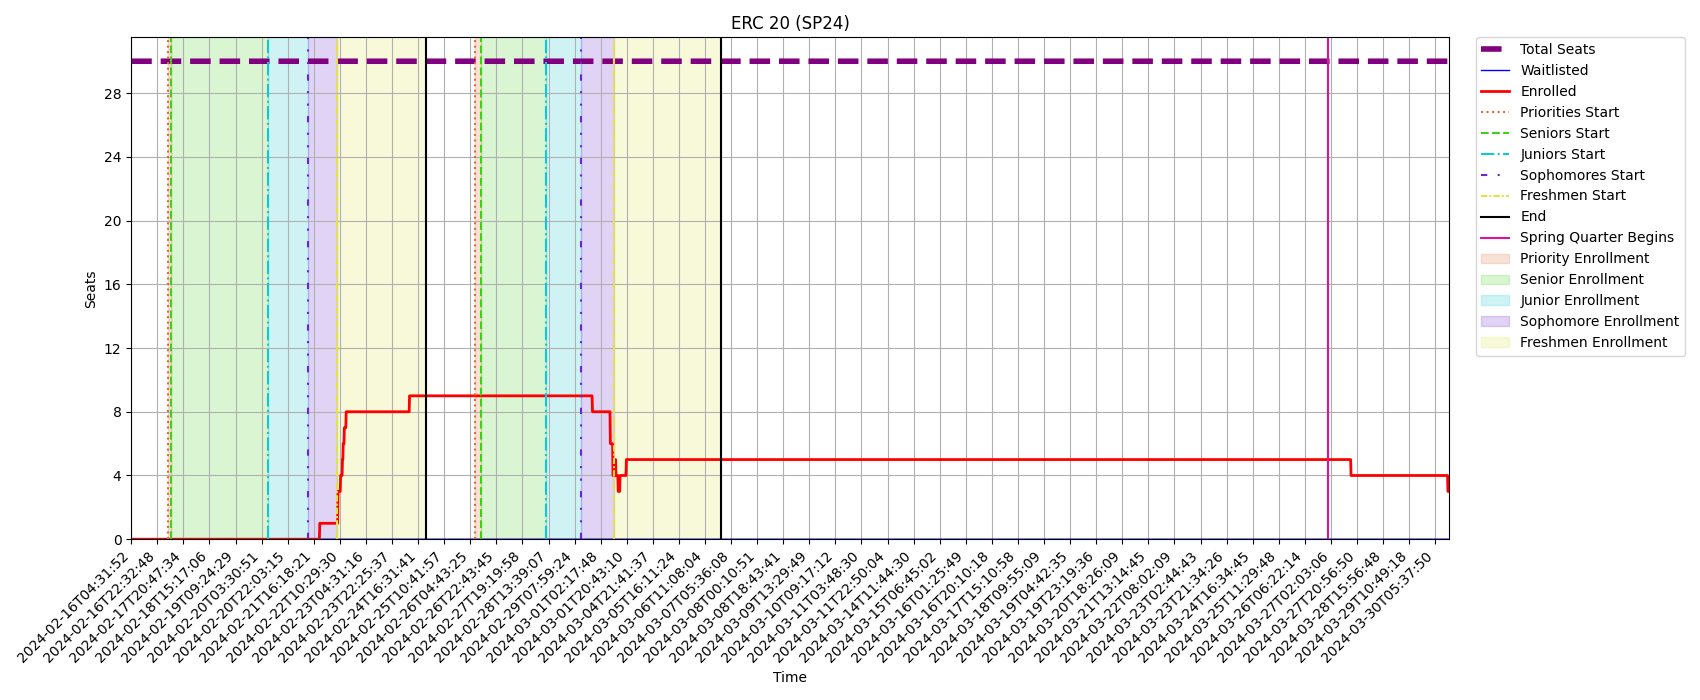 ERC 20 (SP24)
Seats
28
24
20
16
12
8
4
0
2024-02-16T04:31:52
2024-02-16T22:32:48
2024-02-17T20:47:34
2024-02-18T15:17:06
2024-02-19T09:24:29
2024-02-20T03:30:51
2024-02-20T22:03:15
2024-02-21T16:18:21
2024-02-22T10:29:30
2024-02-23T04:31:16
2024-02-23T22:25:37
2024-02-24T16:31:41
2024-02-25T10:41:57
2024-02-26T04:43:25
2024-02-26T22:43:45
2024-02-27T19:19:58
2024-02-28T13:39:07
2024-02-29T07:59:24
2024-03-01T02:17:48
2024-03-01T20:43:10
2024-03-04T21:41:37
2024-03-05T16:11:24
2024-03-06T11:08:04
2024-03-07T05:36:08
2024-03-08T00:10:51
2024-03-08T18:43:41
2024-03-09T13:29:49
2024-03-10T09:17:12
2024-03-11T03:48:30
2024-03-11T22:50:04
2024-03-14T11:44:30
2024-03-15T06:45:02
2024-03-16T01:25:49
2024-03-16T20:10:18
2024-03-17T15:10:58
2024-03-18T09:55:09
2024-03-19T04:42:35
2024-03-19T23:19:36
2024-03-20T18:26:09
2024-03-21T13:14:45
2024-03-22T08:02:09
2024-03-23T02:44:43
2024-03-23T21:34:26
2024-03-24T16:34:45
2024-03-25T11:29:48
2024-03-26T06:22:14
2024-03-27T02:03:06
2024-03-27T20:56:50
2024-03-28T15:56:48
2024-03-29T10:49:18
2024-03-30T05:37:50
Time
Total Seats
Waitlisted
Enrolled
Priorities Start
Seniors Start
Juniors Start
Sophomores Start
Freshmen Start
End
Spring Quarter Begins
Priority Enrollment
Senior Enrollment
Junior Enrollment
Sophomore Enrollment
Freshmen Enrollment